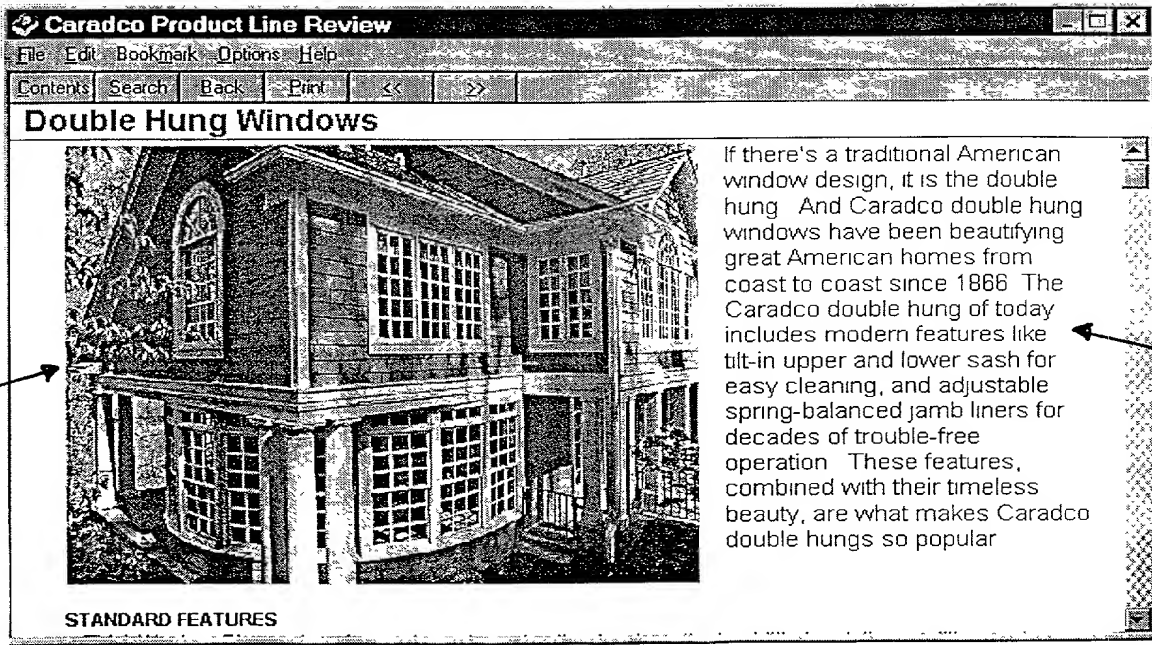 Caradco Product Line Review
File Edit Bookmark Options Help
Contents Search Back Print << >>
Double Hung Windows
If there's a traditional American
window design, it is the double
hung And Caradco double hung
windows have been beautifying
great American homes from
coast to coast since 1866 The
Caradco double hung of today
includes modern features like
tilt-in upper and lower sash for
easy cleaning, and adjustable
spring-balanced jamb liners for
decades of trouble-free
operation These features,
combined with their timeless
beauty, are what makes Caradco
double hungs so popular
STANDARD FEATURES